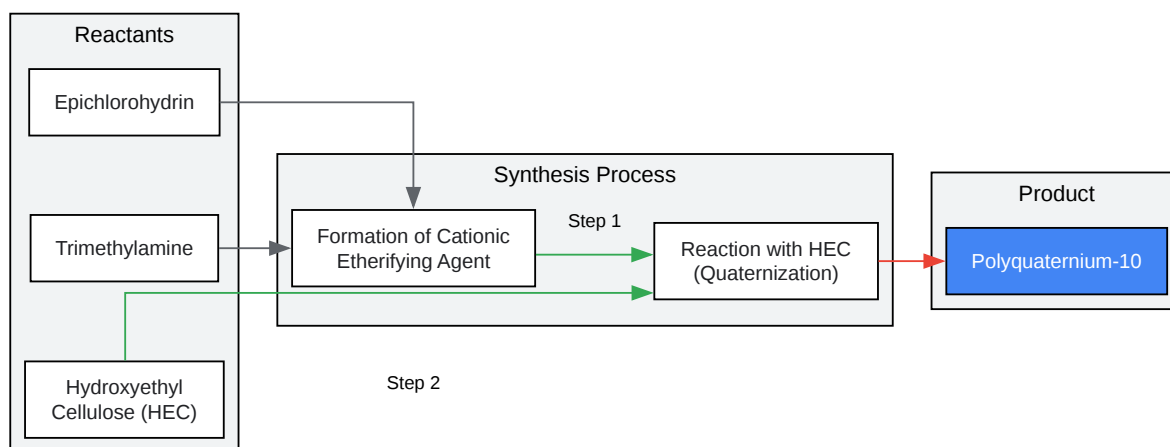 Reactants
Epichlorohydrin
Synthesis Process
Product
Trimethylamine
Formation of Cationic
Etherifying Agent
Step 1
Reaction with HEC
(Quaternization)
Polyquaternium-10
Hydroxyethyl
Cellulose (HEC)
Step 2